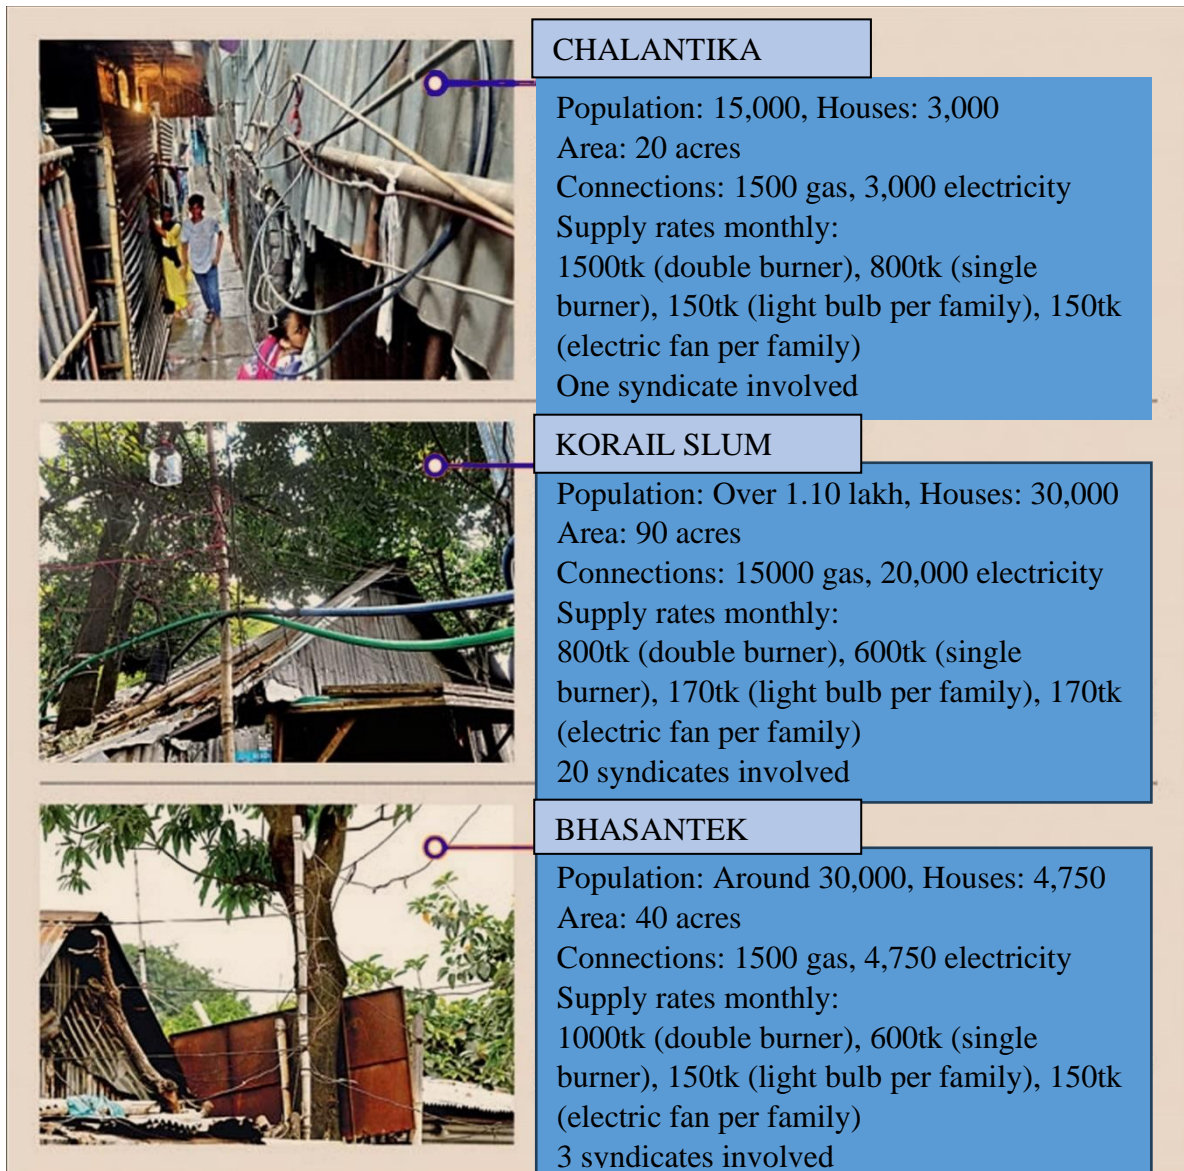 CHALANTIKA
Population: 15,000, Houses: 3,000
Area: 20 acres
Connections: 1500 gas, 3,000 electricity
Supply rates monthly:
1500tk (double burner), 800tk (single
burner), 150tk (light bulb per family), 150tk
(electric fan per family)
One syndicate involved
KORAIL SLUM
Population: Over 1.10 lakh, Houses: 30,000
Area: 90 acres
Connections: 15000 gas, 20,000 electricity
Supply rates monthly:
800tk (double burner), 600tk (single
burner), 170tk (light bulb per family), 170tk
(electric fan per family)
20 syndicates involved
BHASANTEK
Population: Around 30,000, Houses: 4,750
Area: 40 acres
Connections: 1500 gas, 4,750 electricity
Supply rates monthly:
1000tk (double burner), 600tk (single
burner), 150tk (light bulb per family), 150tk
(electric fan per family)
3 syndicates involved